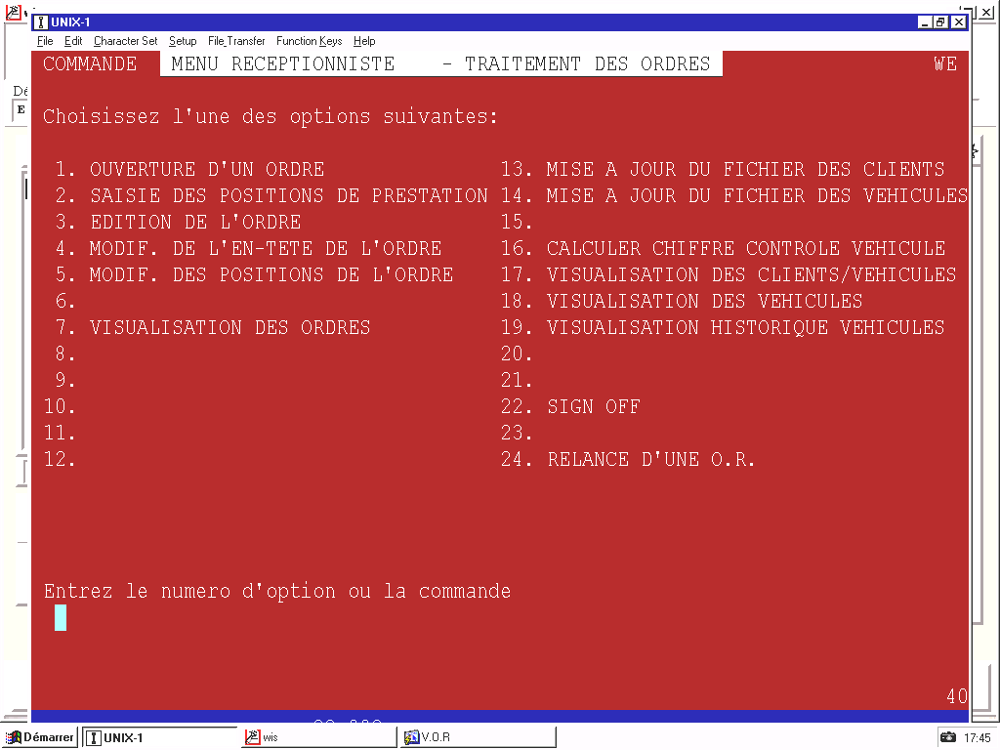 UNIX-1
File Edit Character Set Setup File Transfer Function Keys Help
COMMANDE MENU RECEPTIONNISTE - TRAITEMENT DES ORDRES WE
Dé
E
Choisissez l'une des options suivantes:
1. OUVERTURE D'UN ORDRE 13. MISE A JOUR DU FICHIER DES CLIENTS
2. SAISIE DES POSITIONS DE PRESTATION 14. MISE A JOUR DU FICHIER DES VEHICULES
3. EDITION DE L'ORDRE 15.
4. MODIF. DE L'EN-TETE DE L'ORDRE 16. CALCULER CHIFFRE CONTROLE VEHICULE
5. MODIF. DES POSITIONS DE L'ORDRE 17. VISUALISATION DES CLIENTS/VEHICULES
6. 18. VISUALISATION DES VEHICULES
7. VISUALISATION DES ORDRES 19. VISUALISATION HISTORIQUE VEHICULES
8. 20.
9. 21.
10. 22. SIGN OFF
11. 23.
12. 24. RELANCE D'UNE O.R.
Entrez le numero d'option ou la commande
40
Démarrer UNIX-1 wis V.O.R 17:45